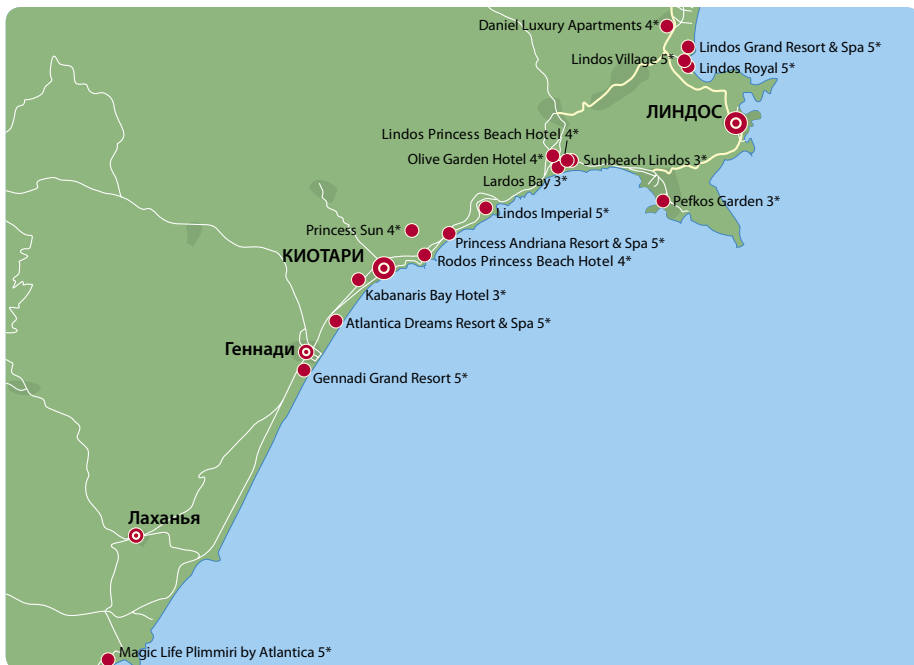 Daniel Luxury Apartments 4*
Lindos Grand Resort & Spa 5*
Lindos Village 5*
Lindos Royal 5*
ЛИНДОС
Lindos Princess Beach Hotel 4*
Olive Garden Hotel 4*
Sunbeach Lindos 3*
Lardos Bay 3*
Pefkos Garden 3*
Lindos Imperial 5*
Princess Sun 4*
Princess Andriana Resort & Spa 5*
КИОТАРИ
Rodos Princess Beach Hotel 4*
Kabanaris Bay Hotel 3*
Atlantica Dreams Resort & Spa 5*
Геннади
Gennadi Grand Resort 5*
Лаханья
Magic Life Plimmiri by Atlantica 5*